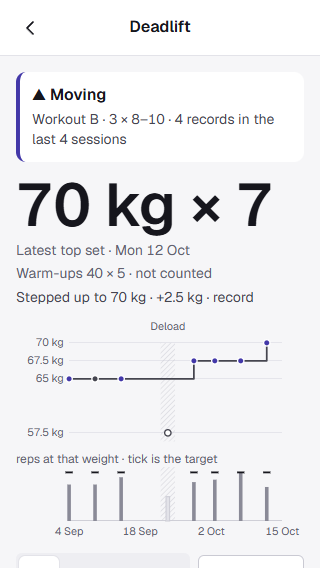 Deadlift
▲ Moving
Workout B · 3 × 8–10 · 4 records in the
last 4 sessions
70 kg × 7
Latest top set · Mon 12 Oct
Warm-ups 40 × 5 · not counted
Stepped up to 70 kg · +2.5 kg · record
Deload
70 kg
67.5 kg
65 kg
57.5 kg
reps at that weight · tick is the target
4 Sep 18 Sep 2 Oct 15 Oct